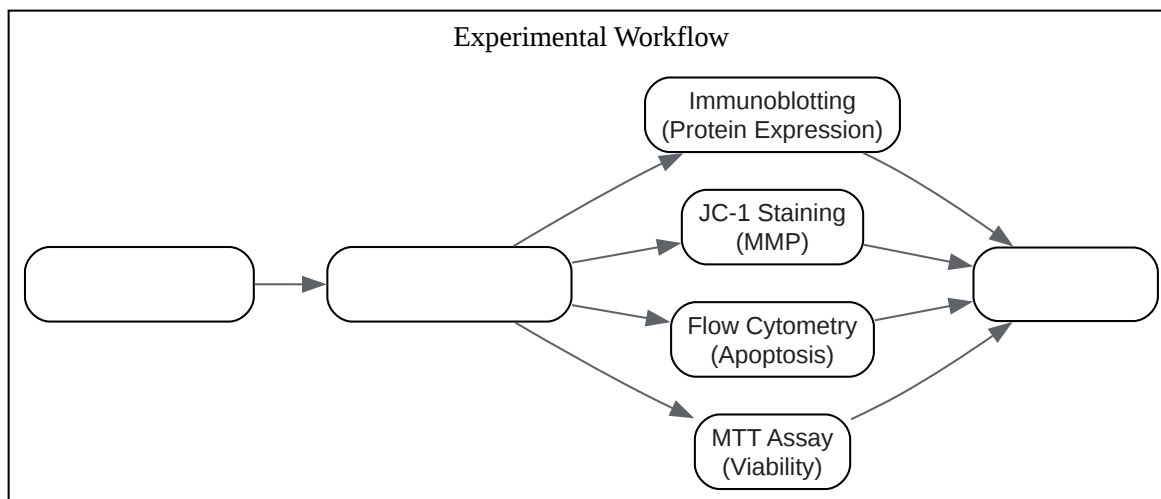 Experimental Workflow
Immunoblotting
(Protein Expression)
JC-1 Staining
(MMP)
Flow Cytometry
(Apoptosis)
MTT Assay
(Viability)